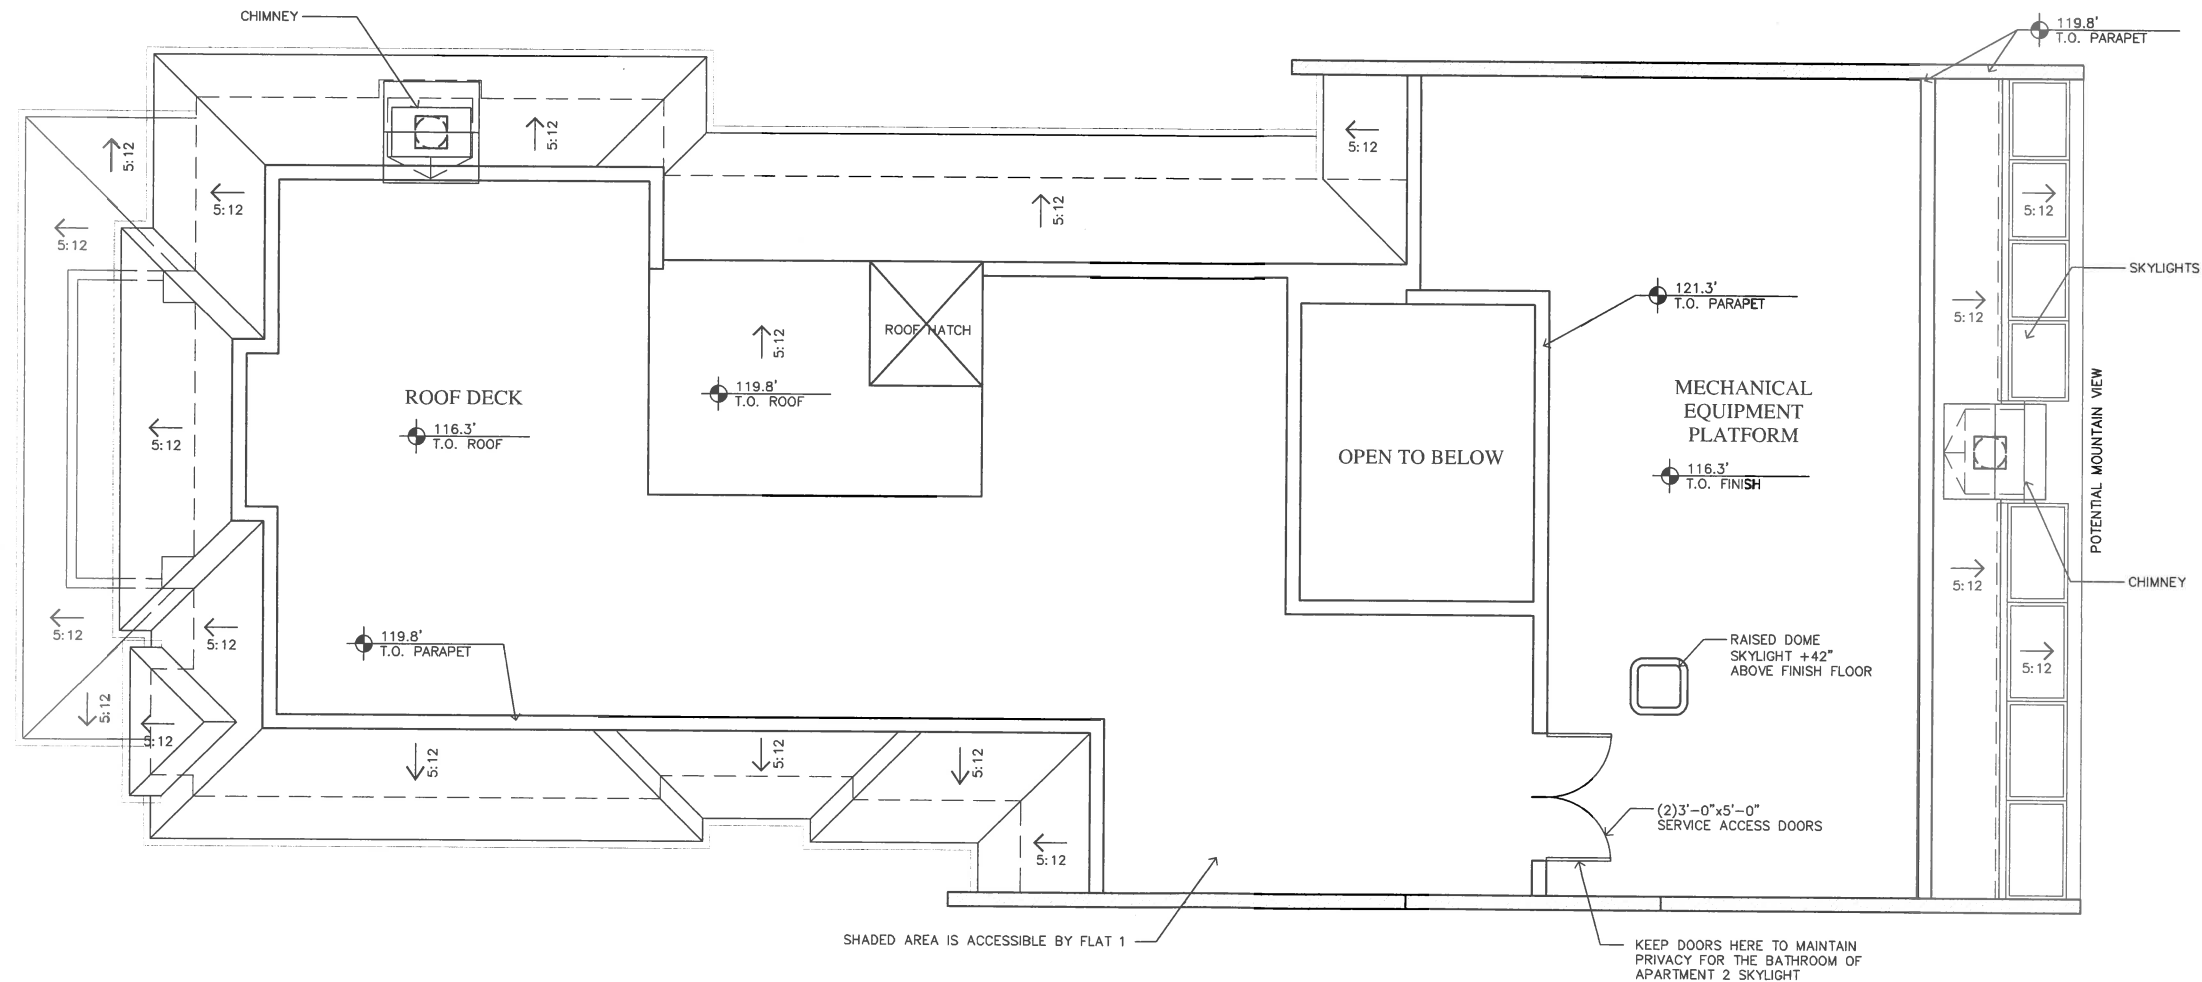 CHIMNEY
119.8'
T.O. PARAPET
5:12
5:12
5:12
5:12
5:12
5:12
5:12
5:12
SKYLIGHTS
121.3'
T.O. PARAPET
5:12
ROOF HATCH
5:12
119.8'
T.O. ROOF
ROOF DECK
116.3'
T.O. ROOF
5:12
MECHANICAL
EQUIPMENT
PLATFORM
116.3'
T.O. FINISH
OPEN TO BELOW
POTENTIAL MOUNTAIN VIEW
5:12
CHIMNEY
5:12
5:12
119.8'
T.O. PARAPET
RAISED DOME
SKYLIGHT +42"
ABOVE FINISH FLOOR
5:12
5:12
5:12
5:12
5:12
5:12
5:12
(2)3'-0"x5'-0"
SERVICE ACCESS DOORS
SHADED AREA IS ACCESSIBLE BY FLAT 1
KEEP DOORS HERE TO MAINTAIN
PRIVACY FOR THE BATHROOM OF
APARTMENT 2 SKYLIGHT